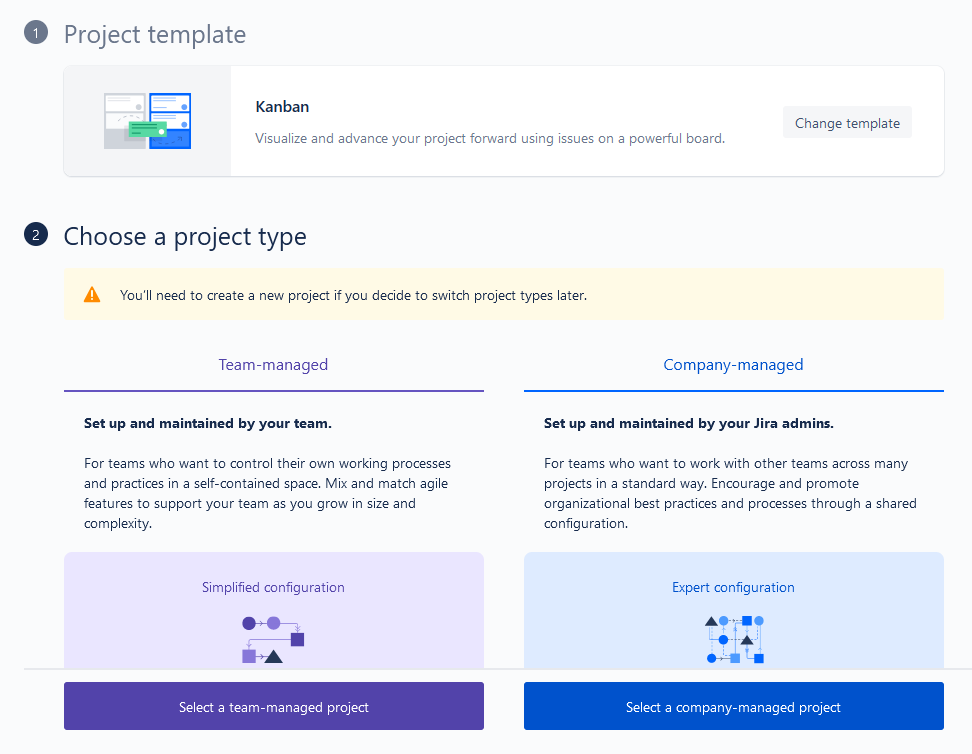 1 Project template
Kanban
Visualize and advance your project forward using issues on a powerful board.
Change template
2 Choose a project type
You'll need to create a new project if you decide to switch project types later.
Team-managed
Set up and maintained by your team.
For teams who want to control their own working processes
and practices in a self-contained space. Mix and match agile
features to support your team as you grow in size and
complexity.
Simplified configuration
Select a team-managed project
Company-managed
Set up and maintained by your Jira admins.
For teams who want to work with other teams across many
projects in a standard way. Encourage and promote
organizational best practices and processes through a shared
configuration.
Expert configuration
Select a company-managed project